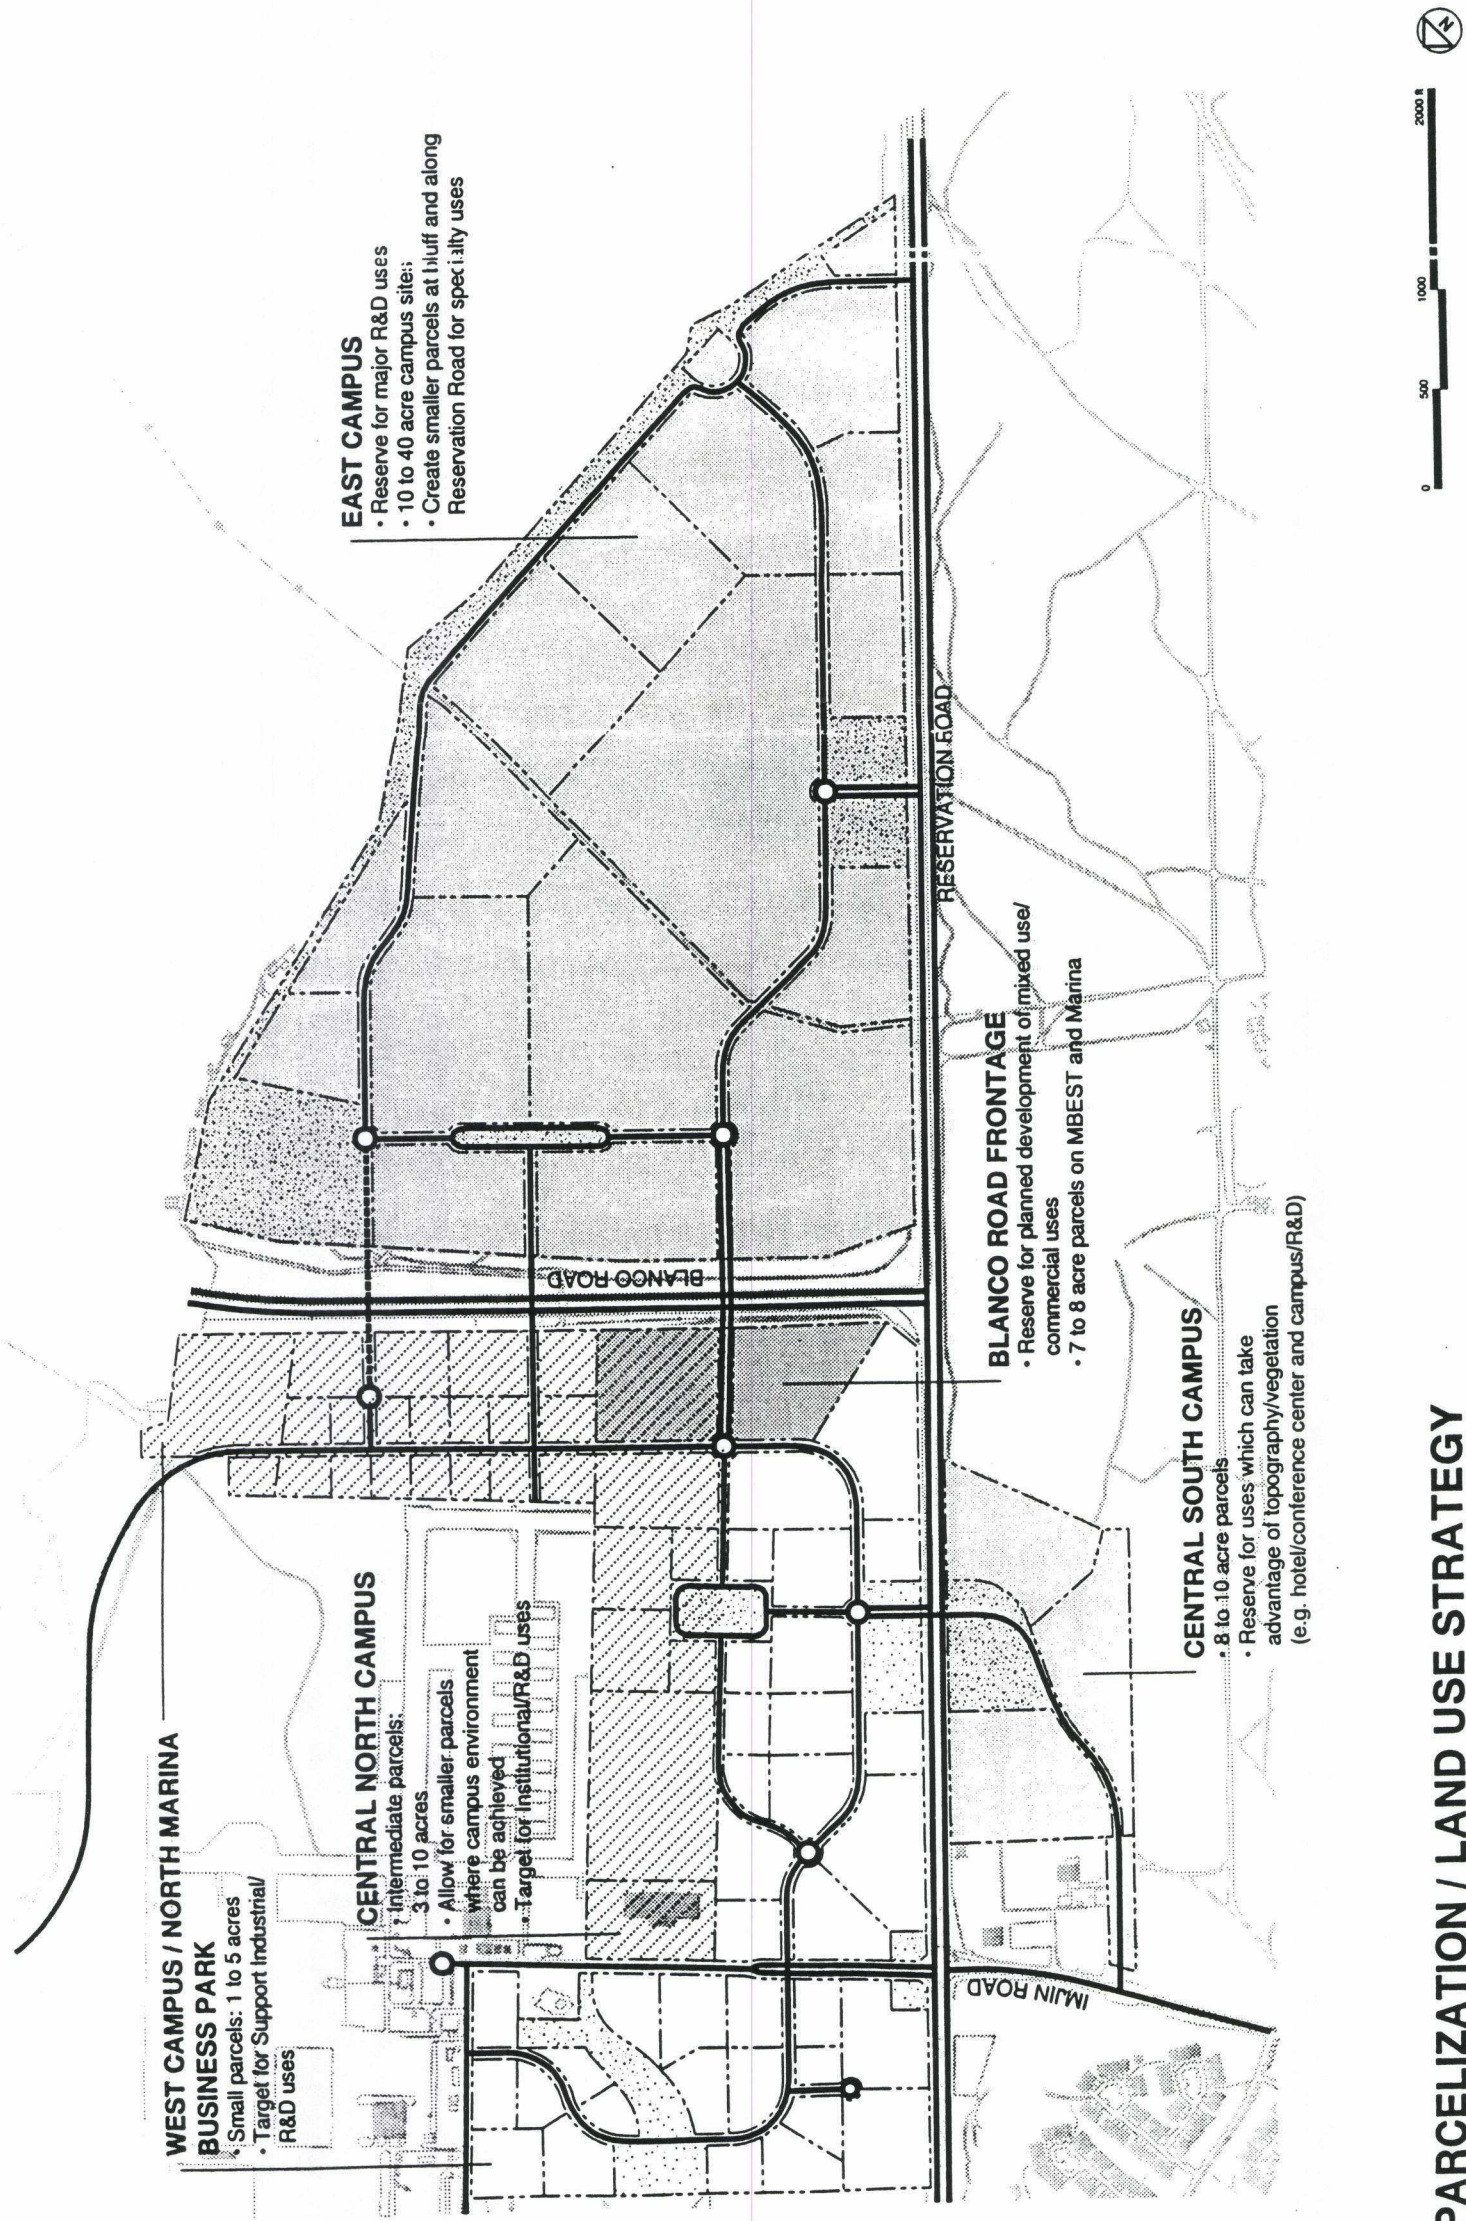 WEST CAMPUS / NORTH MARINA
BUSINESS PARK
• Small parcels: 1 to 5 acres
• Target for Support Industrial/
R&D uses
CENTRAL NORTH CAMPUS
• Intermediate parcels:
3 to 10 acres
• Allow for smaller parcels
where campus environment
can be achieved
• Target for Institutional/R&D uses
EAST CAMPUS
• Reserve for major R&D uses
• 10 to 40 acre campus sites
• Create smaller parcels at bluff and along
Reservation Road for specialty uses
BLANCO ROAD
RESERVATION ROAD
IMJIN ROAD
BLANCO ROAD FRONTAGE
• Reserve for planned development of mixed use/
commercial uses
• 7 to 8 acre parcels on MBEST and Marina
CENTRAL SOUTH CAMPUS
• 8 to 10 acre parcels
• Reserve for uses which can take
advantage of topography/vegetation
(e.g. hotel/conference center and campus/R&D)
0 500 1000 2000 ft
N
PARCELIZATION / LAND USE STRATEGY